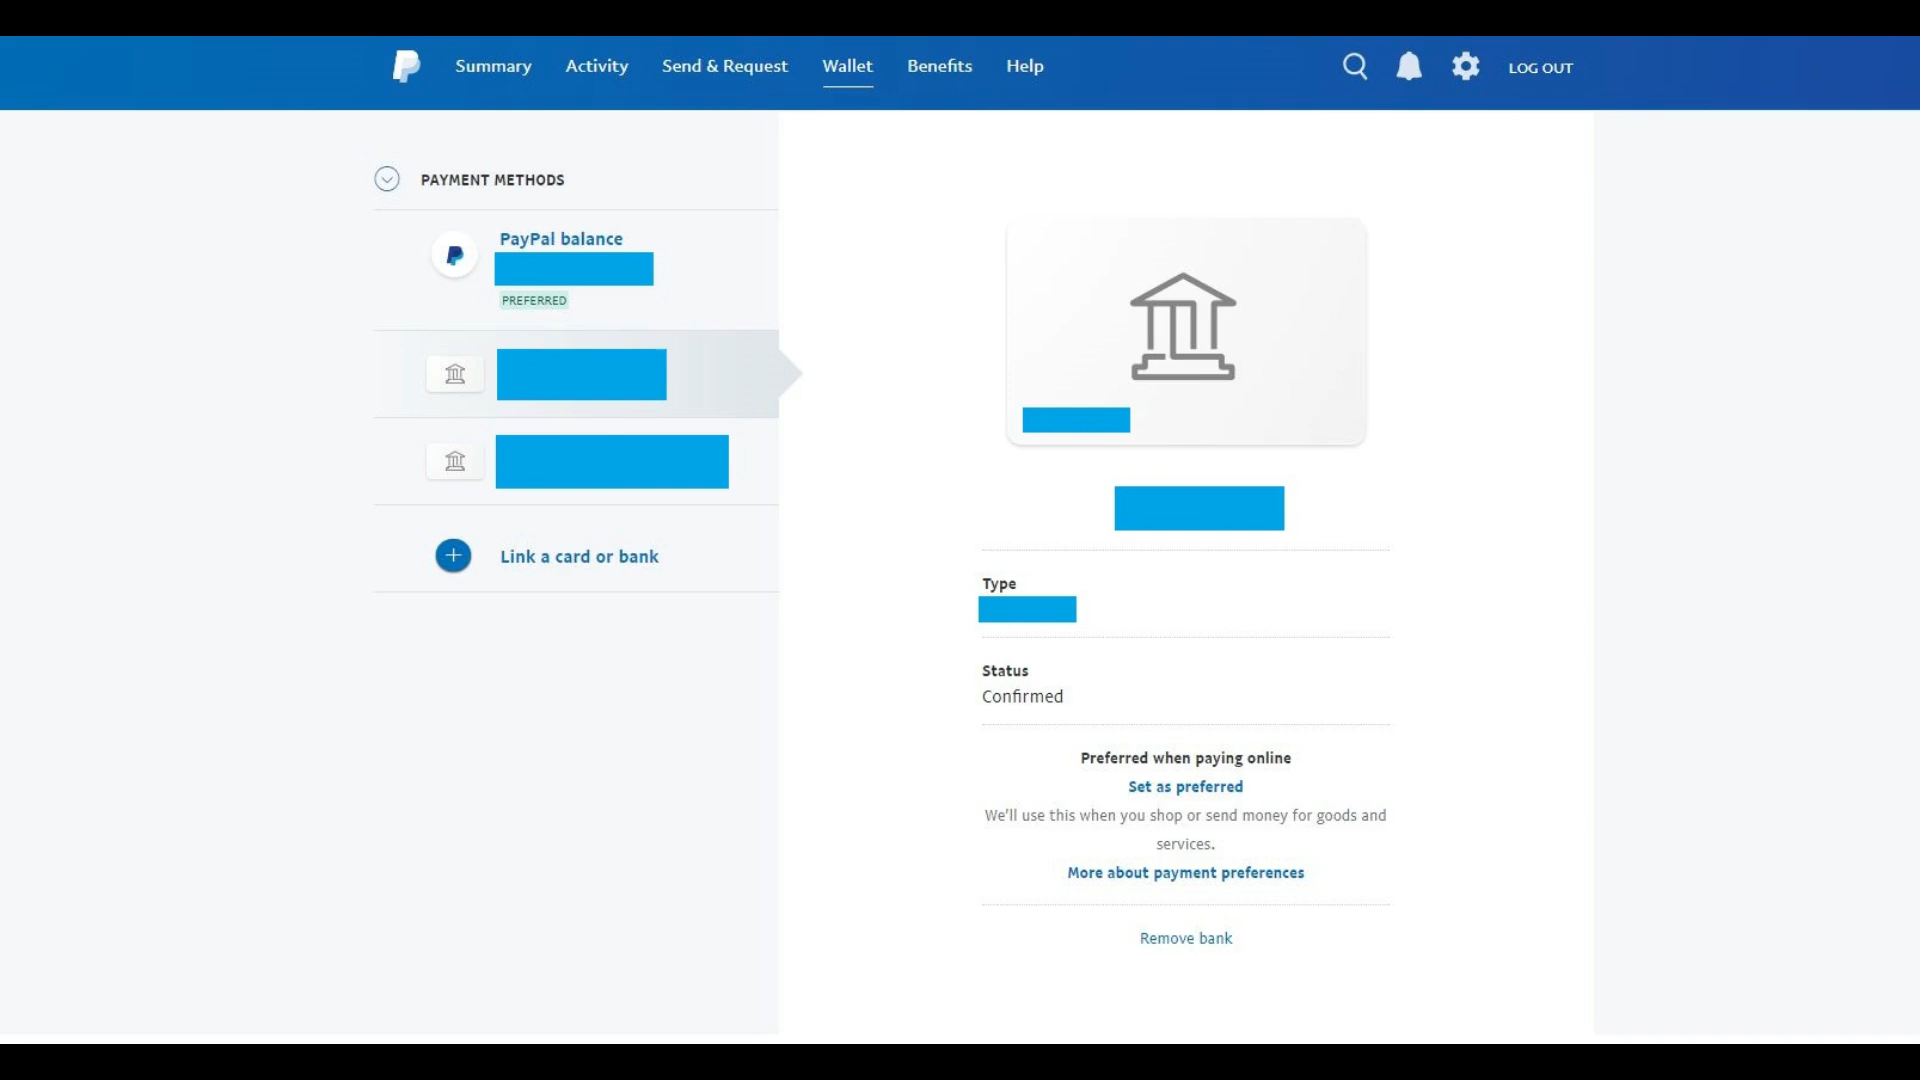 Summary Activity Send & Request Wallet Benefits Help LOG OUT
PAYMENT METHODS
PayPal balance
PREFERRED
Link a card or bank
Type
Status
Confirmed
Preferred when paying online
Set as preferred
We'll use this when you shop or send money for goods and
services.
More about payment preferences
Remove bank